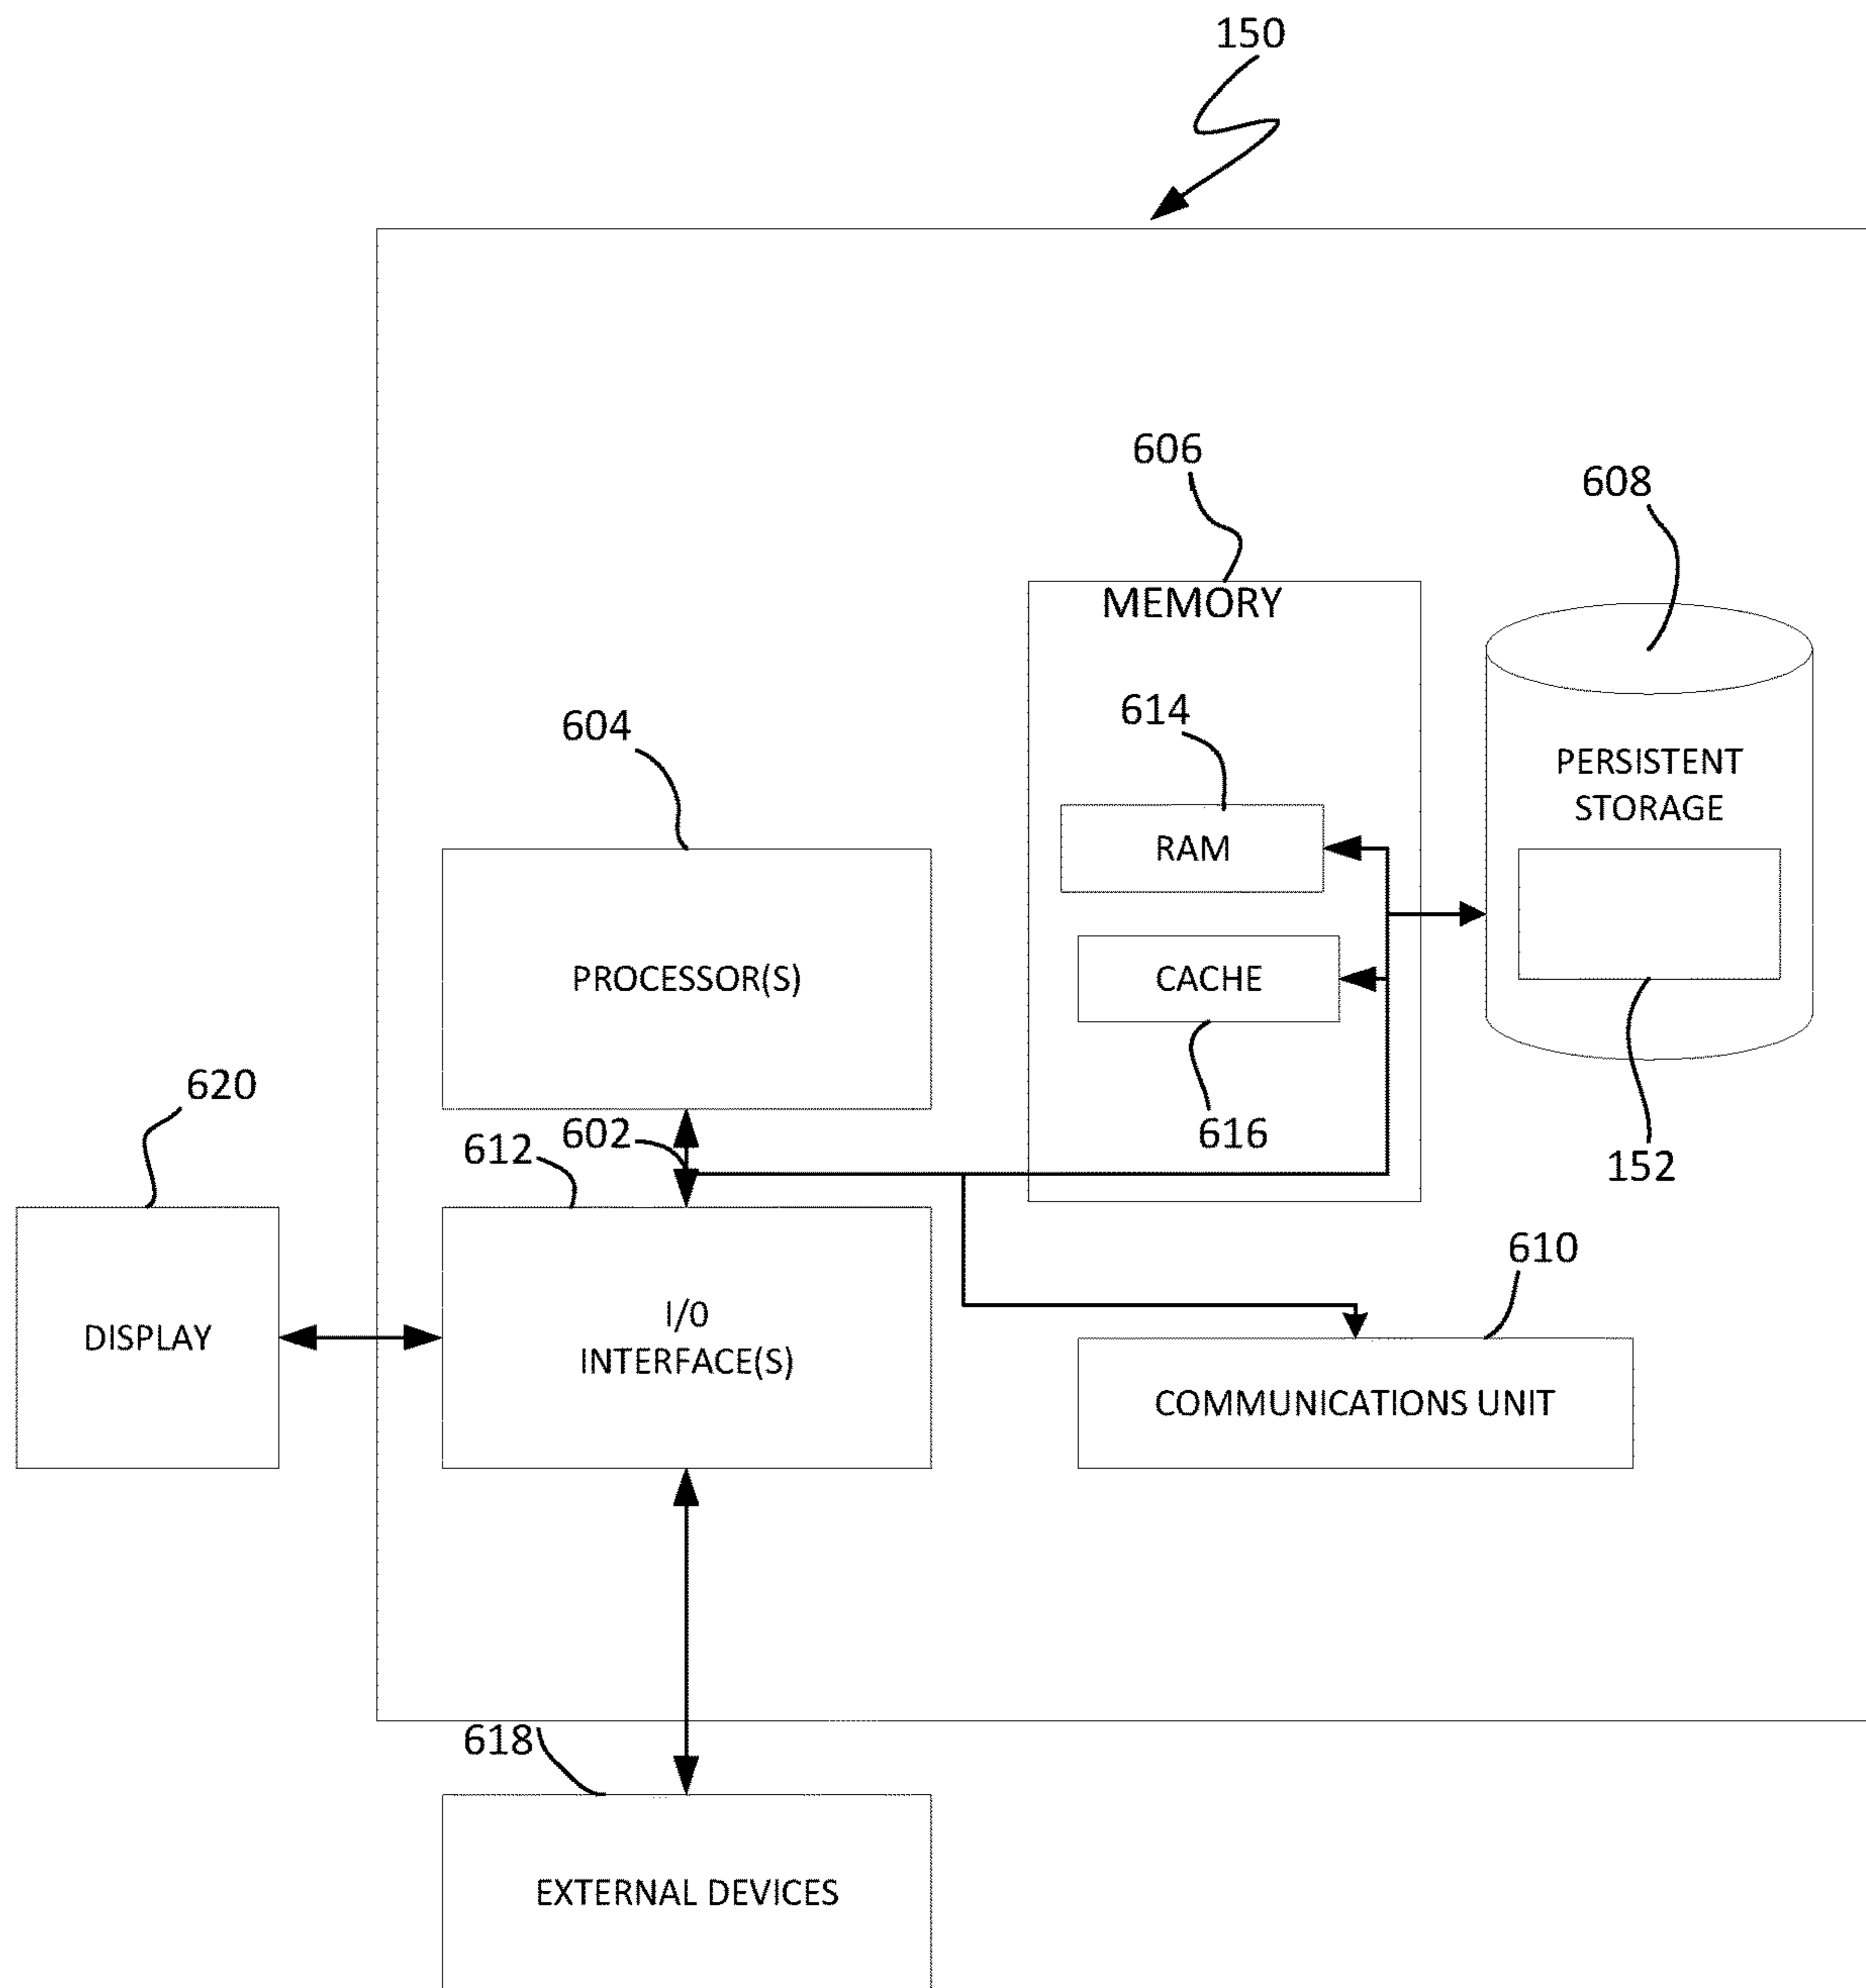 150
606
608
MEMORY
604
614
PERSISTENT
STORAGE
RAM
PROCESSOR(S)
CACHE
620
612
602
616
152
610
DISPLAY
I/0
INTERFACE(S)
COMMUNICATIONS UNIT
618
EXTERNAL DEVICES